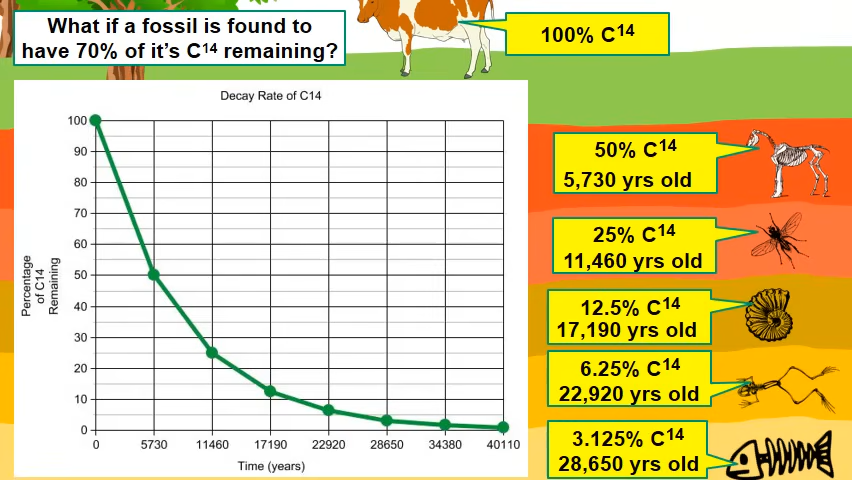 What if a fossil is found to
have 70% of it’s C¹⁴ remaining?
100% C¹⁴
Decay Rate of C14
100
90
80
70
60
50
40
30
20
10
0
Percentage
of C14
Remaining
0 5730 11460 17190 22920 28650 34380 40110
Time (years)
50% C¹⁴
5,730 yrs old
25% C¹⁴
11,460 yrs old
12.5% C¹⁴
17,190 yrs old
6.25% C¹⁴
22,920 yrs old
3.125% C¹⁴
28,650 yrs old